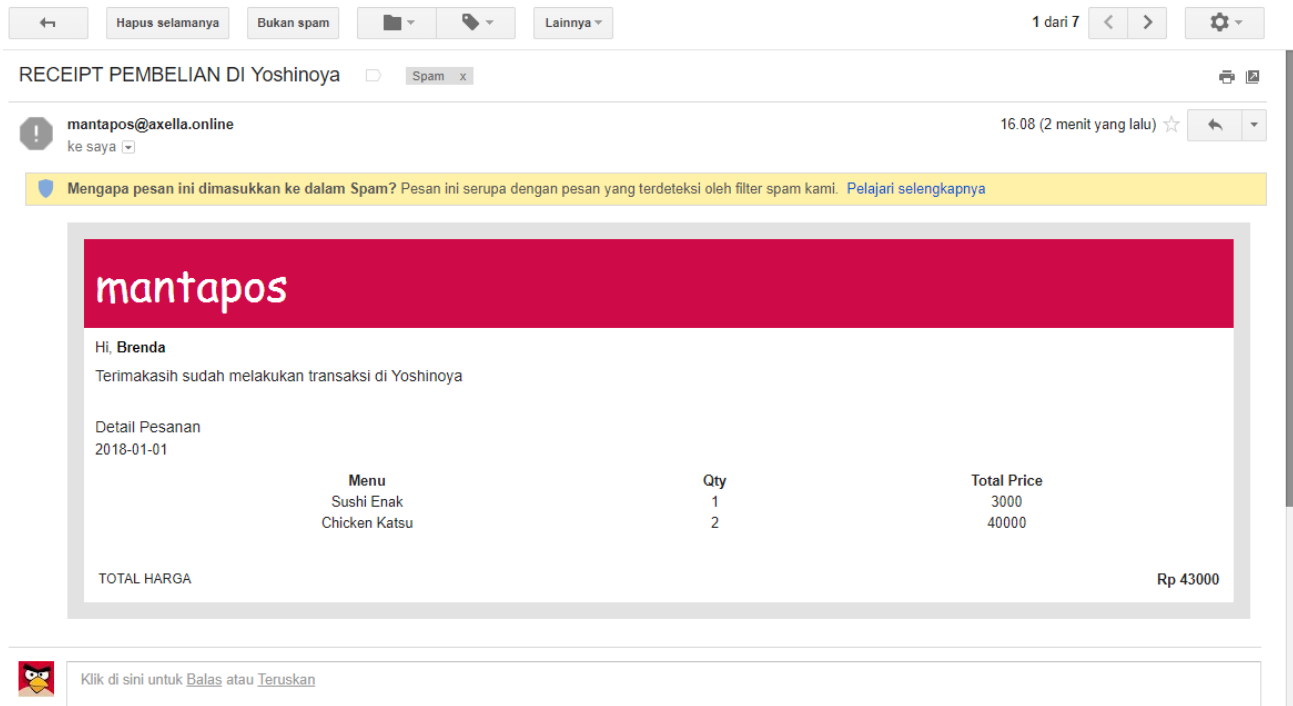 Hapus selamanya Bukan spam Lainnya 1 dari 7
RECEIPT PEMBELIAN DI Yoshinoya Spam x
mantapos@axella.online 16.08 (2 menit yang lalu)
ke saya
Mengapa pesan ini dimasukkan ke dalam Spam? Pesan ini serupa dengan pesan yang terdeteksi oleh filter spam kami. Pelajari selengkapnya
mantapos
Hi, Brenda
Terimakasih sudah melakukan transaksi di Yoshinoya
Detail Pesanan
2018-01-01
Menu Qty Total Price
Sushi Enak 1 3000
Chicken Katsu 2 40000
TOTAL HARGA Rp 43000
Klik di sini untuk Balas atau Teruskan